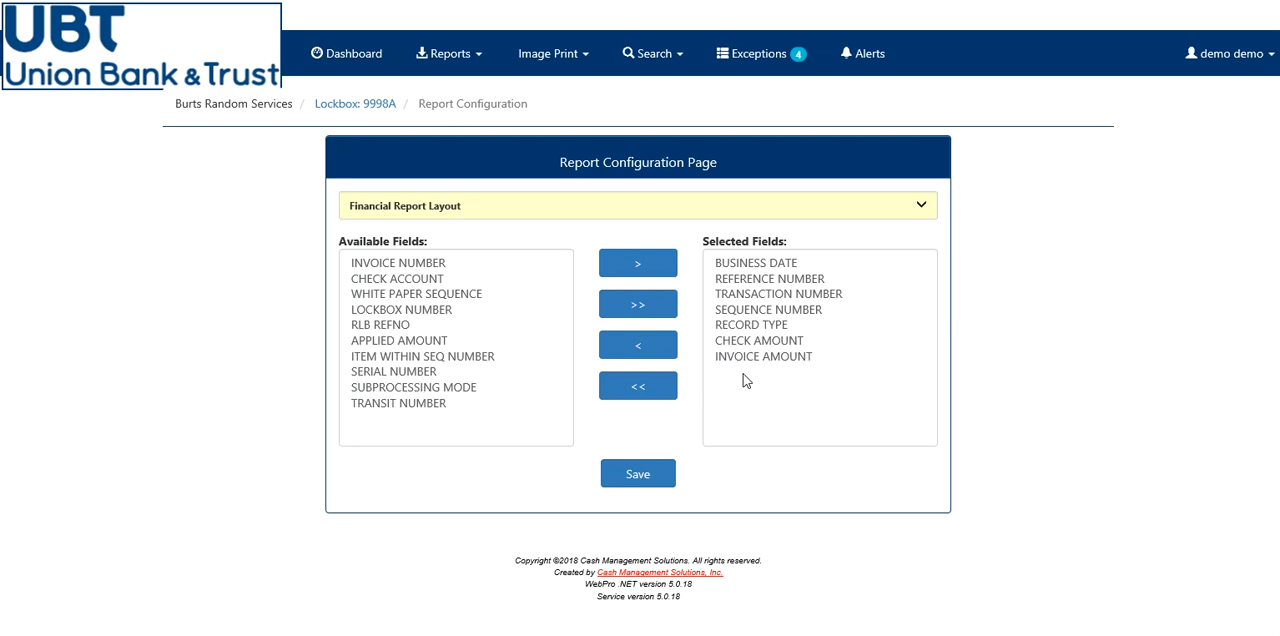 UBT
Union Bank & Trust
Dashboard Reports Image Print Search Exceptions 4 Alerts demo demo
Burts Random Services / Lockbox: 9998A / Report Configuration
Report Configuration Page
Financial Report Layout
Available Fields:
INVOICE NUMBER
CHECK ACCOUNT
WHITE PAPER SEQUENCE
LOCKBOX NUMBER
RLB REFNO
APPLIED AMOUNT
ITEM WITHIN SEQ NUMBER
SERIAL NUMBER
SUBPROCESSING MODE
TRANSIT NUMBER
>
>>
<
<<
Selected Fields:
BUSINESS DATE
REFERENCE NUMBER
TRANSACTION NUMBER
SEQUENCE NUMBER
RECORD TYPE
CHECK AMOUNT
INVOICE AMOUNT
Save
Copyright ©2018 Cash Management Solutions. All rights reserved.
Created by Cash Management Solutions, Inc.
WebPro .NET version 5.0.18
Service version 5.0.18